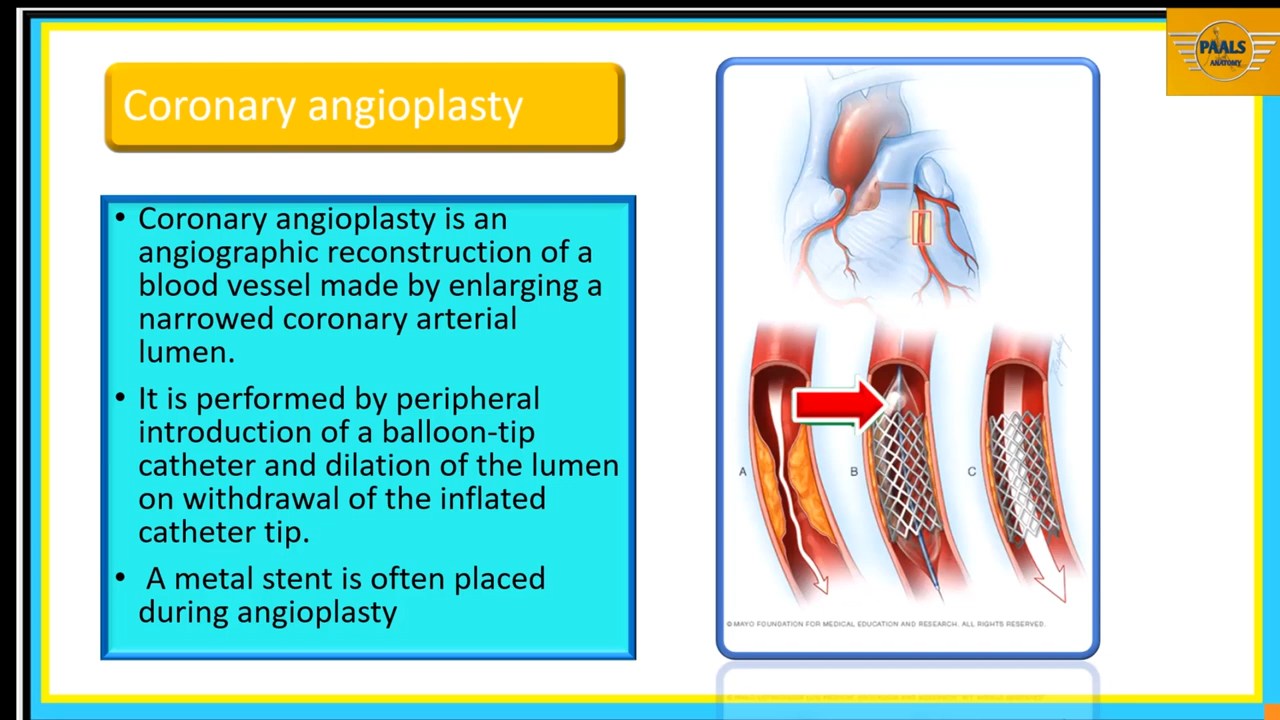 PAALS
ANATOMY
Coronary angioplasty
• Coronary angioplasty is an
angiographic reconstruction of a
blood vessel made by enlarging a
narrowed coronary arterial
lumen.
• It is performed by peripheral
introduction of a balloon-tip
catheter and dilation of the lumen
on withdrawal of the inflated
catheter tip.
• A metal stent is often placed
during angioplasty
A
B
C
© MAYO FOUNDATION FOR MEDICAL EDUCATION AND RESEARCH. ALL RIGHTS RESERVED.